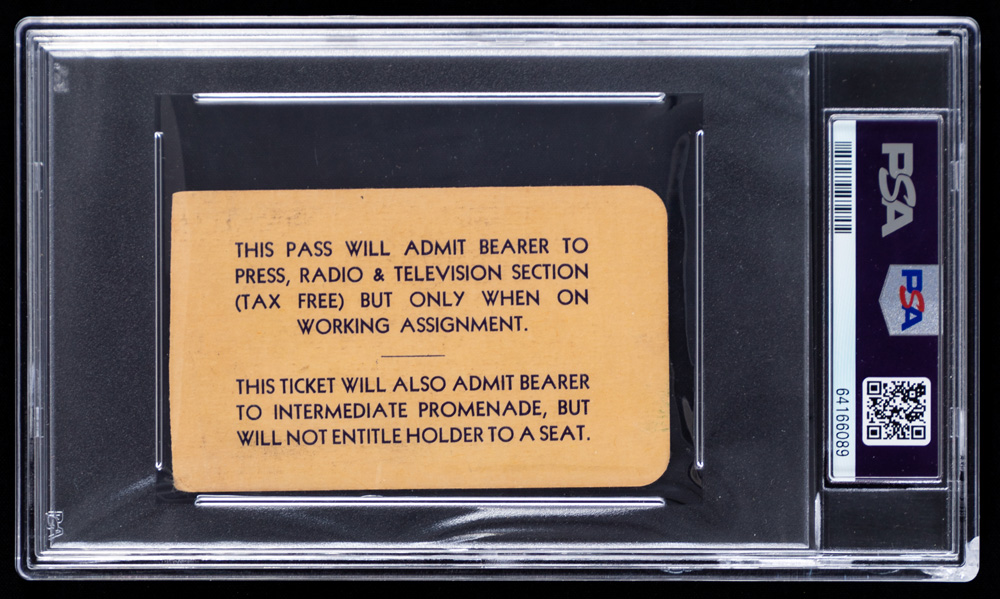 THIS PASS WILL ADMIT BEARER TO
PRESS, RADIO & TELEVISION SECTION
(TAX FREE) BUT ONLY WHEN ON
WORKING ASSIGNMENT.
THIS TICKET WILL ALSO ADMIT BEARER
TO INTERMEDIATE PROMENADE, BUT
WILL NOT ENTITLE HOLDER TO A SEAT.
PSA
PSA
64166089
PSA